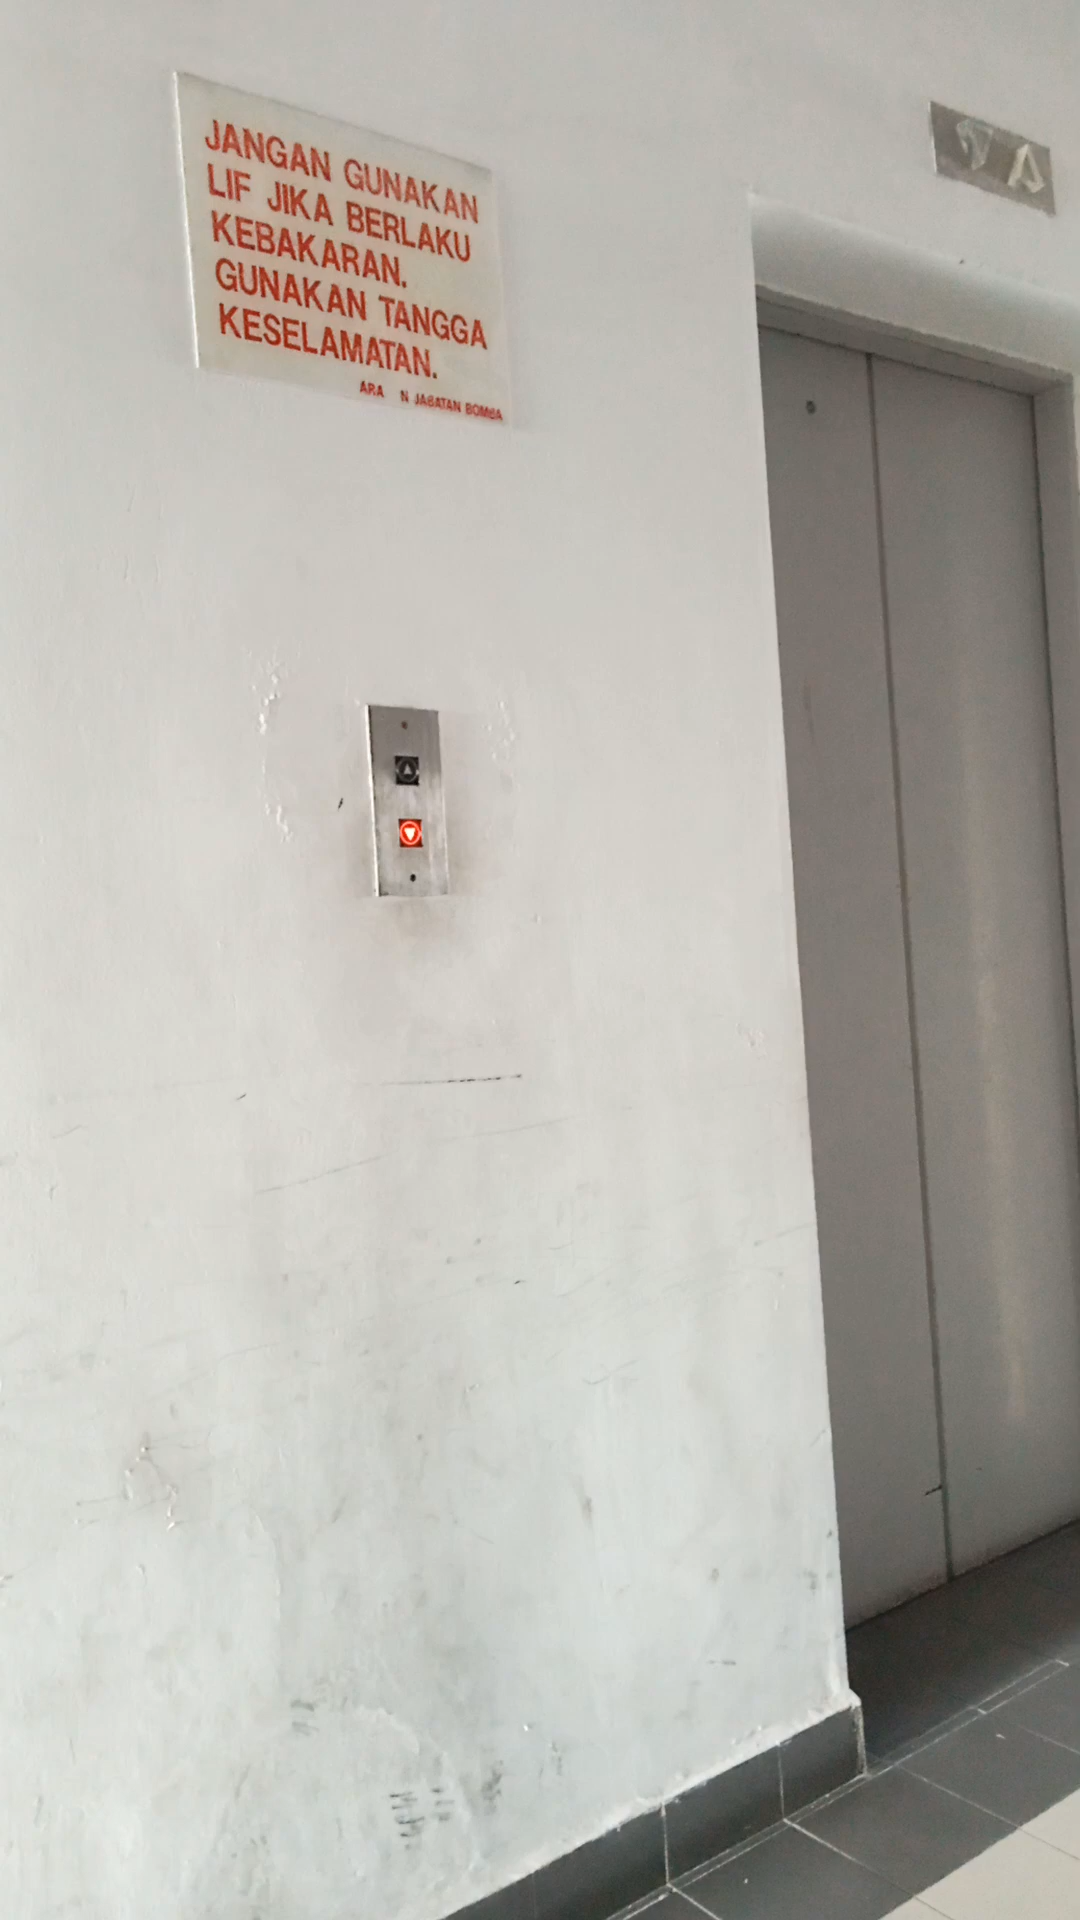 JANGAN GUNAKAN
LIF JIKA BERLAKU
KEBAKARAN.
GUNAKAN TANGGA
KESELAMATAN.
JABATAN BOMBA